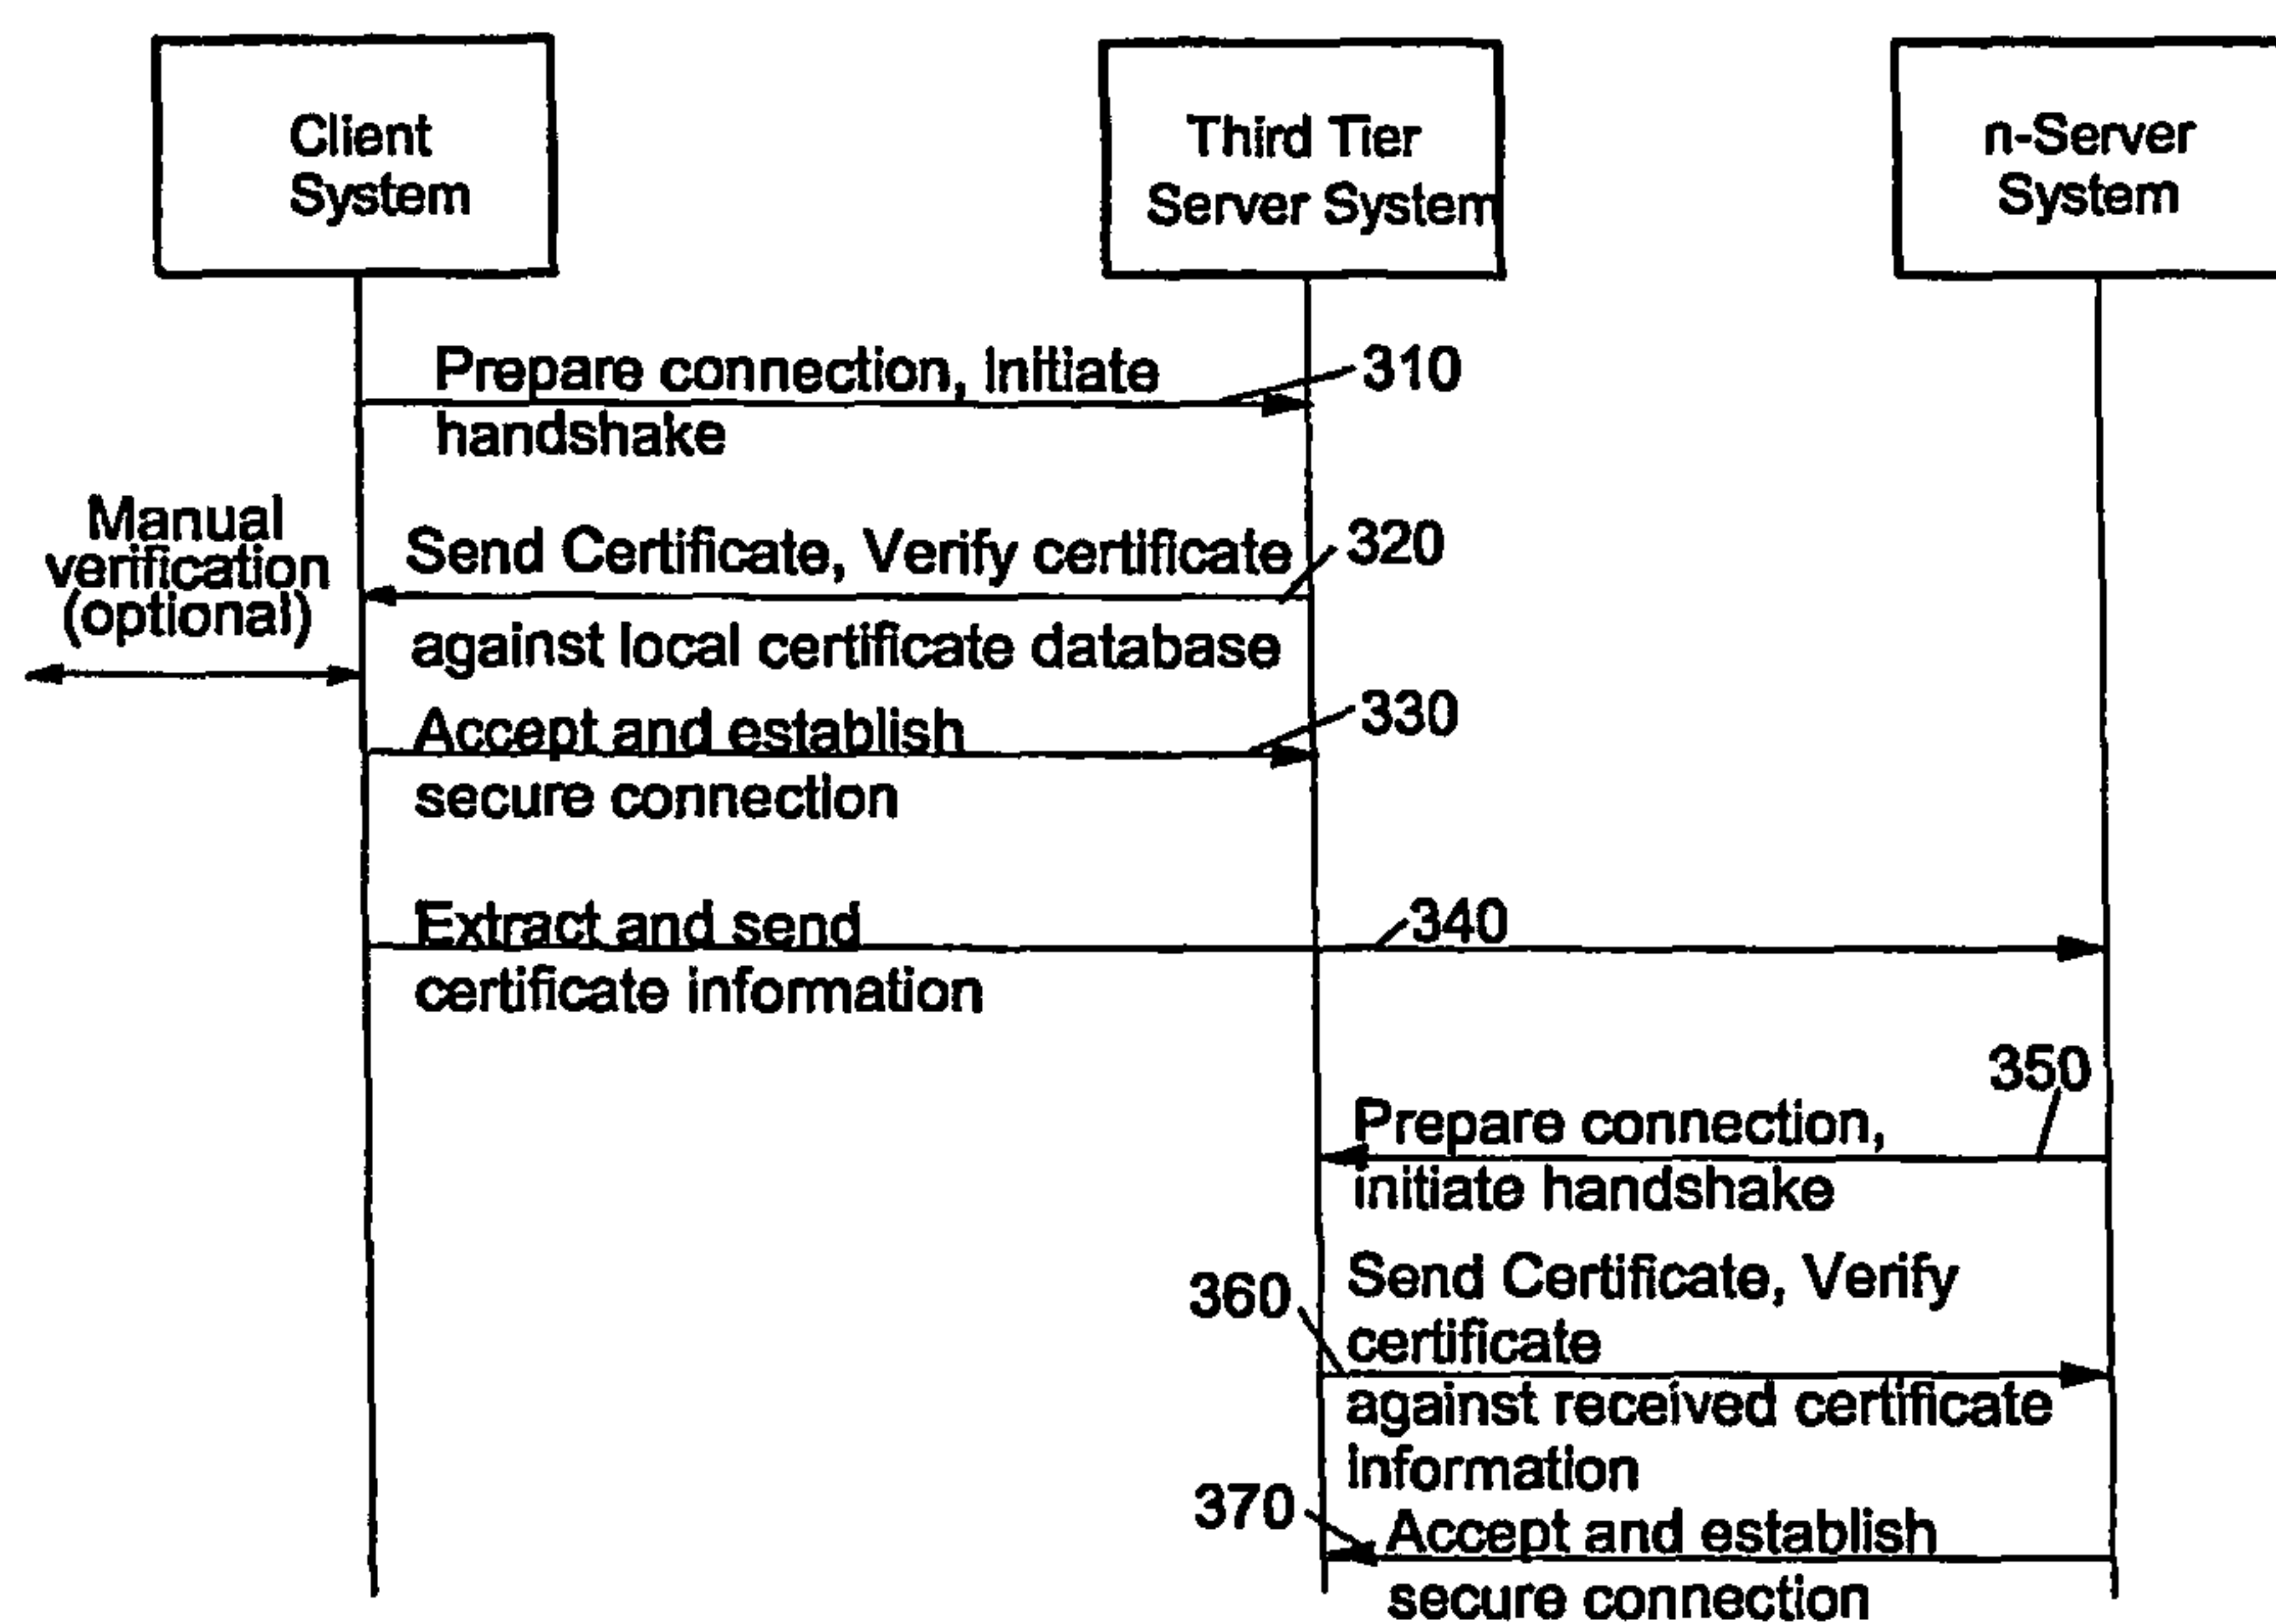 Client
System
Third Tier
Server System
n-Server
System
Prepare connection, Initiate
handshake
310
Manual
verification
(optional)
Send Certificate, Verify certificate
against local certificate database
320
Accept and establish
secure connection
330
Extract and send
certificate information
340
350
Prepare connection,
initiate handshake
360
Send Certificate, Verify
certificate
against received certificate
Information
370
Accept and establish
secure connection